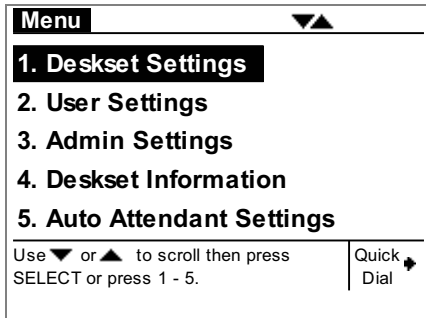 Menu ▼▲
1. Deskset Settings
2. User Settings
3. Admin Settings
4. Deskset Information
5. Auto Attendant Settings
Use ▼ or ▲ to scroll then press
SELECT or press 1 - 5.
Quick
Dial